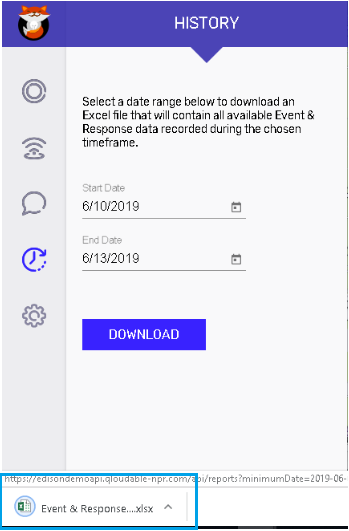 HISTORY
Select a date range below to download an
Excel file that will contain all available Event &
Response data recorded during the chosen
timeframe.
Start Date
6/10/2019
End Date
6/13/2019
DOWNLOAD
https://edisondemoapi.qloudable-npr.com/api/reports?minimumDate=2019-06-
Event & Response....xlsx